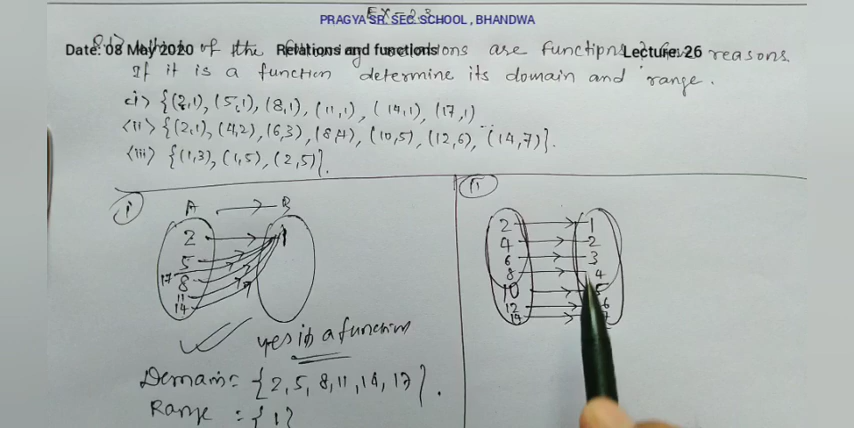 Ex-2.3
PRAGYA SR. SEC. SCHOOL , BHANDWA
Date: 08 May 2020 Relations and functions Lecture: 26
of the relations are functions ? reasons.
If it is a function determine its domain and range.
(i) {(2,1), (5,1), (8,1), (11,1), (14,1), (17,1)
(ii) {(2,1), (4,2), (6,3), (8,4), (10,5), (12,6), (14,7)}.
(iii) {(1,3), (1,5), (2,5)}.
(i) A → B
2 1
5
17 8
11
14
yes it is a function
Domain = {2, 5, 8, 11, 14, 17}.
Range = {1}
(ii)
2 1
4 2
6 3
8 4
10 5
12 6
14